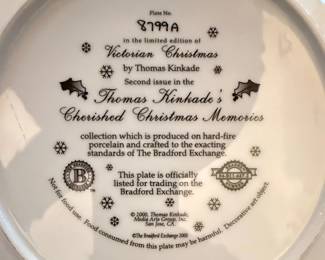 Plate No.
8799A
in the limited edition of
Victorian Christmas
by Thomas Kinkade
Second issue in the
Thomas Kinkade's
Cherished Christmas Memories
collection which is produced on hard-fire
porcelain and crafted to the exacting
standards of The Bradford Exchange.
B
This plate is officially
listed for trading on the
Bradford Exchange.
© 2000, Thomas Kinkade,
Media Arts Group, Inc.
San Jose, CA
©The Bradford Exchange 2000
Not for food use. Food consumed from this plate may be harmful. Decorative art object.